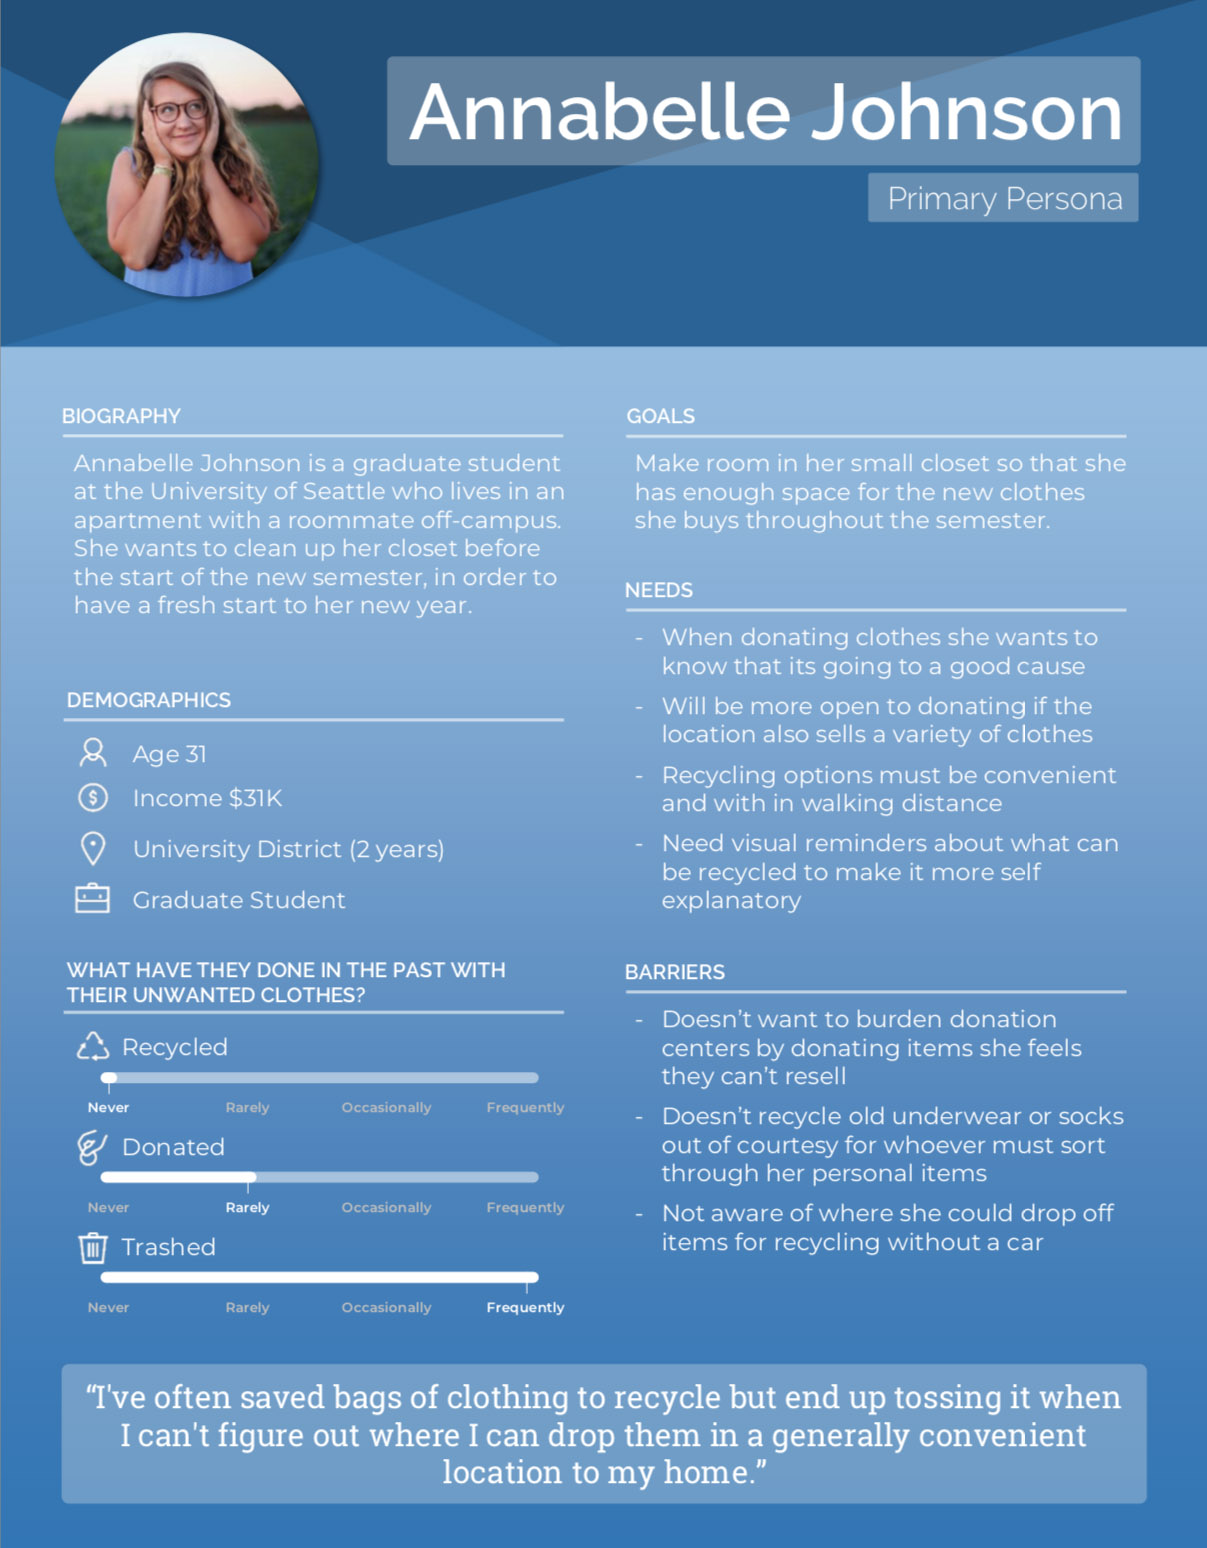 Annabelle Johnson
Primary Persona
BIOGRAPHY
Annabelle Johnson is a graduate student
at the University of Seattle who lives in an
apartment with a roommate off-campus.
She wants to clean up her closet before
the start of the new semester, in order to
have a fresh start to her new year.
DEMOGRAPHICS
Age 31
Income $31K
University District (2 years)
Graduate Student
WHAT HAVE THEY DONE IN THE PAST WITH
THEIR UNWANTED CLOTHES?
Recycled
Never Rarely Occasionally Frequently
Donated
Never Rarely Occasionally Frequently
Trashed
Never Rarely Occasionally Frequently
GOALS
Make room in her small closet so that she
has enough space for the new clothes
she buys throughout the semester.
NEEDS
- When donating clothes she wants to
know that its going to a good cause
- Will be more open to donating if the
location also sells a variety of clothes
- Recycling options must be convenient
and with in walking distance
- Need visual reminders about what can
be recycled to make it more self
explanatory
BARRIERS
- Doesn't want to burden donation
centers by donating items she feels
they can't resell
- Doesn't recycle old underwear or socks
out of courtesy for whoever must sort
through her personal items
- Not aware of where she could drop off
items for recycling without a car
“I've often saved bags of clothing to recycle but end up tossing it when
I can't figure out where I can drop them in a generally convenient
location to my home.”